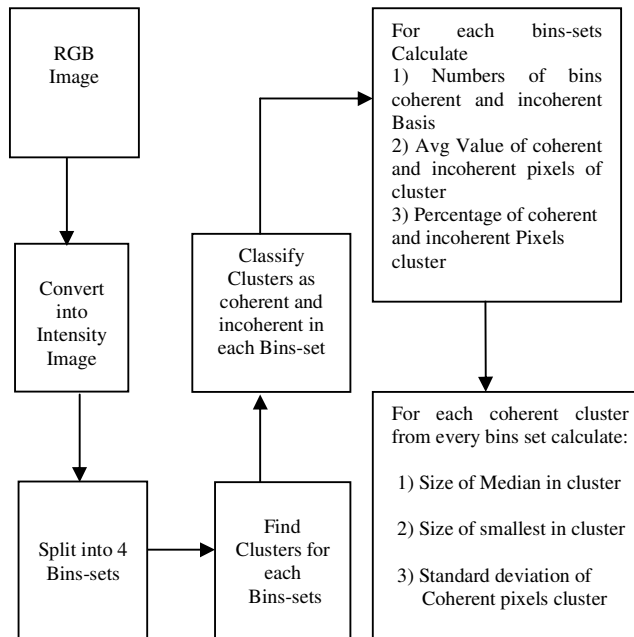 RGB
Image
Convert
into
Intensity
Image
Split into 4
Bins-sets
Find
Clusters for
each
Bins-sets
Classify
Clusters as
coherent and
incoherent in
each Bins-set
For each bins-sets
Calculate
1) Numbers of bins
coherent and incoherent
Basis
2) Avg Value of coherent
and incoherent pixels of
cluster
3) Percentage of coherent
and incoherent Pixels
cluster
For each coherent cluster
from every bins set calculate:
1) Size of Median in cluster
2) Size of smallest in cluster
3) Standard deviation of
Coherent pixels cluster